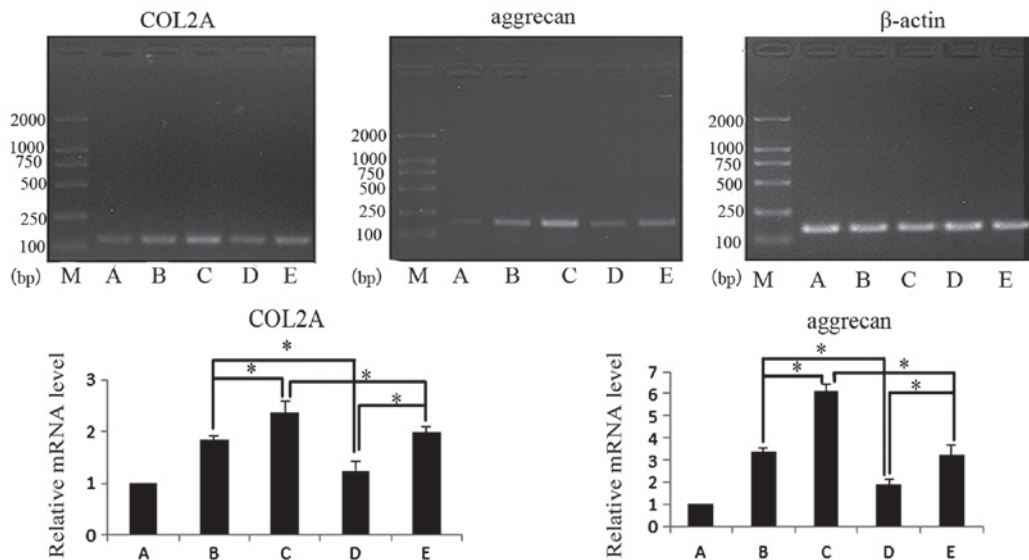 COL2A
2000
1000
750
500
250
100
(bp) M A B C D E
aggrecan
2000
1000
750
500
250
100
(bp) M A B C D E
β-actin
2000
1000
750
500
250
100
(bp) M A B C D E
COL2A
Relative mRNA level
3
2
1
0
* * * *
A B C D E
aggrecan
Relative mRNA level
7
6
5
4
3
2
1
0
* * * *
A B C D E